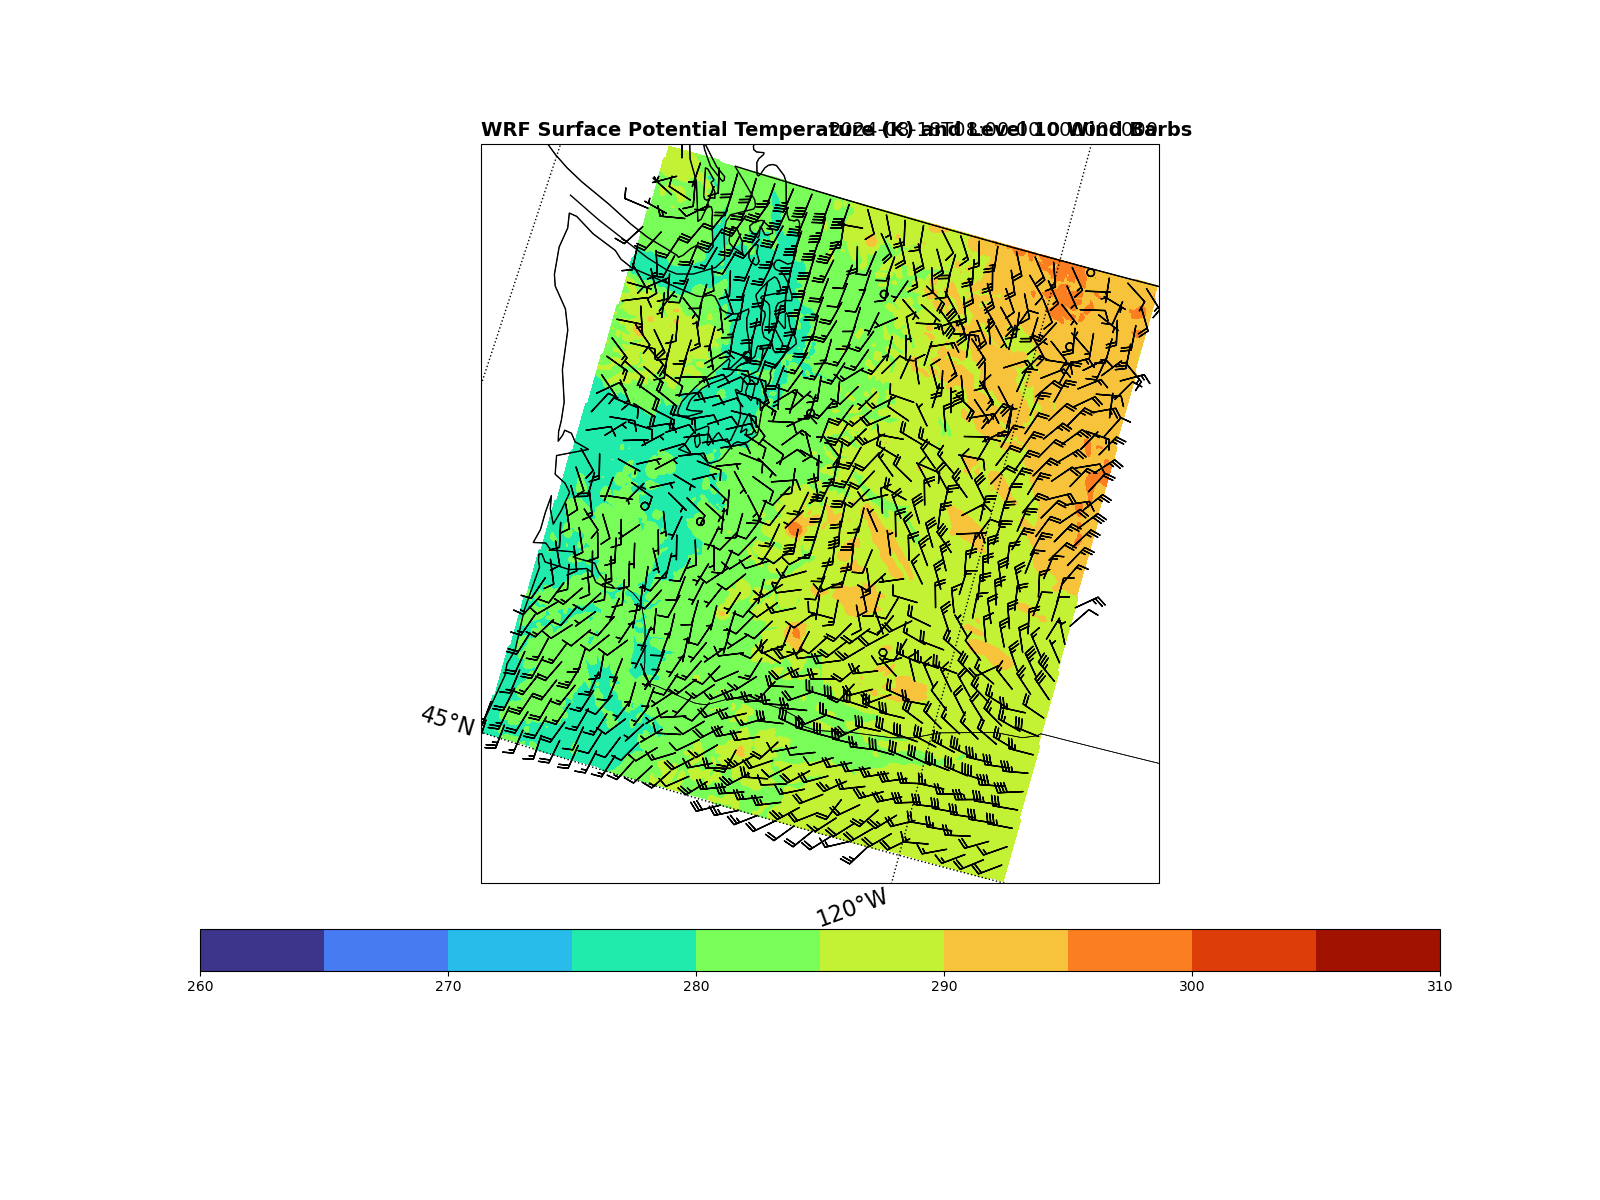 WRF Surface Potential Temperature (K) and Level 10 Wind Barbs
45°N
120°W
260 270 280 290 300 310